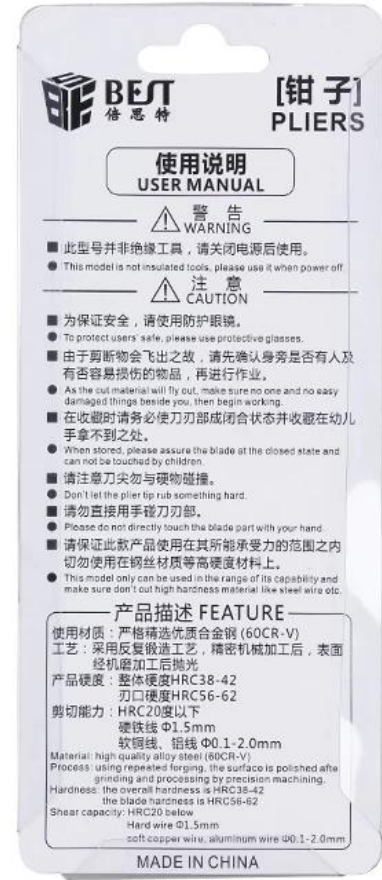 BEST
倍思特
[钳 子]
PLIERS
使用说明
USER MANUAL
警 告
WARNING
■ 此型号并非绝缘工具，请关闭电源后使用。
● This model is not insulated tools, please use it when power off
注 意
CAUTION
■ 为保证安全，请使用防护眼镜。
● To protect users' safe, please use protective glasses.
■ 由于剪断物会飞出之故，请先确认身旁是否有人及
有否容易损伤的物品，再进行作业。
● As the cut material will fly out, make sure no one and no easy
damaged things beside you, then begin working.
■ 在收藏时请务必使刀刃部成闭合状态并收藏在幼儿
手拿不到之处。
● When stored, please assure the blade at the closed state and
can not be touched by children.
■ 请注意刀尖勿与硬物碰撞。
● Don't let the plier tip rub something hard.
■ 请勿直接用手碰刀刃部。
● Please do not directly touch the blade part with your hand.
■ 请保证此款产品使用在其所能承受力的范围之内
切勿使用在钢丝材质等高硬度材料上。
● This model only can be used in the range of its capability and
make sure don't cut high hardness material like steel wire etc.
产品描述 FEATURE
使用材质：严格精选优质合金钢 (60CR-V)
工艺：采用反复锻造工艺，精密机械加工后，表面
经机磨加工后抛光
产品硬度：整体硬度HRC38-42
刃口硬度HRC56-62
剪切能力：HRC20度以下
硬铁线 Φ1.5mm
软铜线、铝线 Φ0.1-2.0mm
Material: high quality alloy steel (60CR-V)
Process: using repeated forging, the surface is polished afte
grinding and processing by precision machining.
Hardness: the overall hardness is HRC38-42
the blade hardness is HRC56-62
Shear capacity: HRC20 below
Hard wire Φ1.5mm
soft copper wire, aluminum wire Φ0.1-2.0mm
MADE IN CHINA